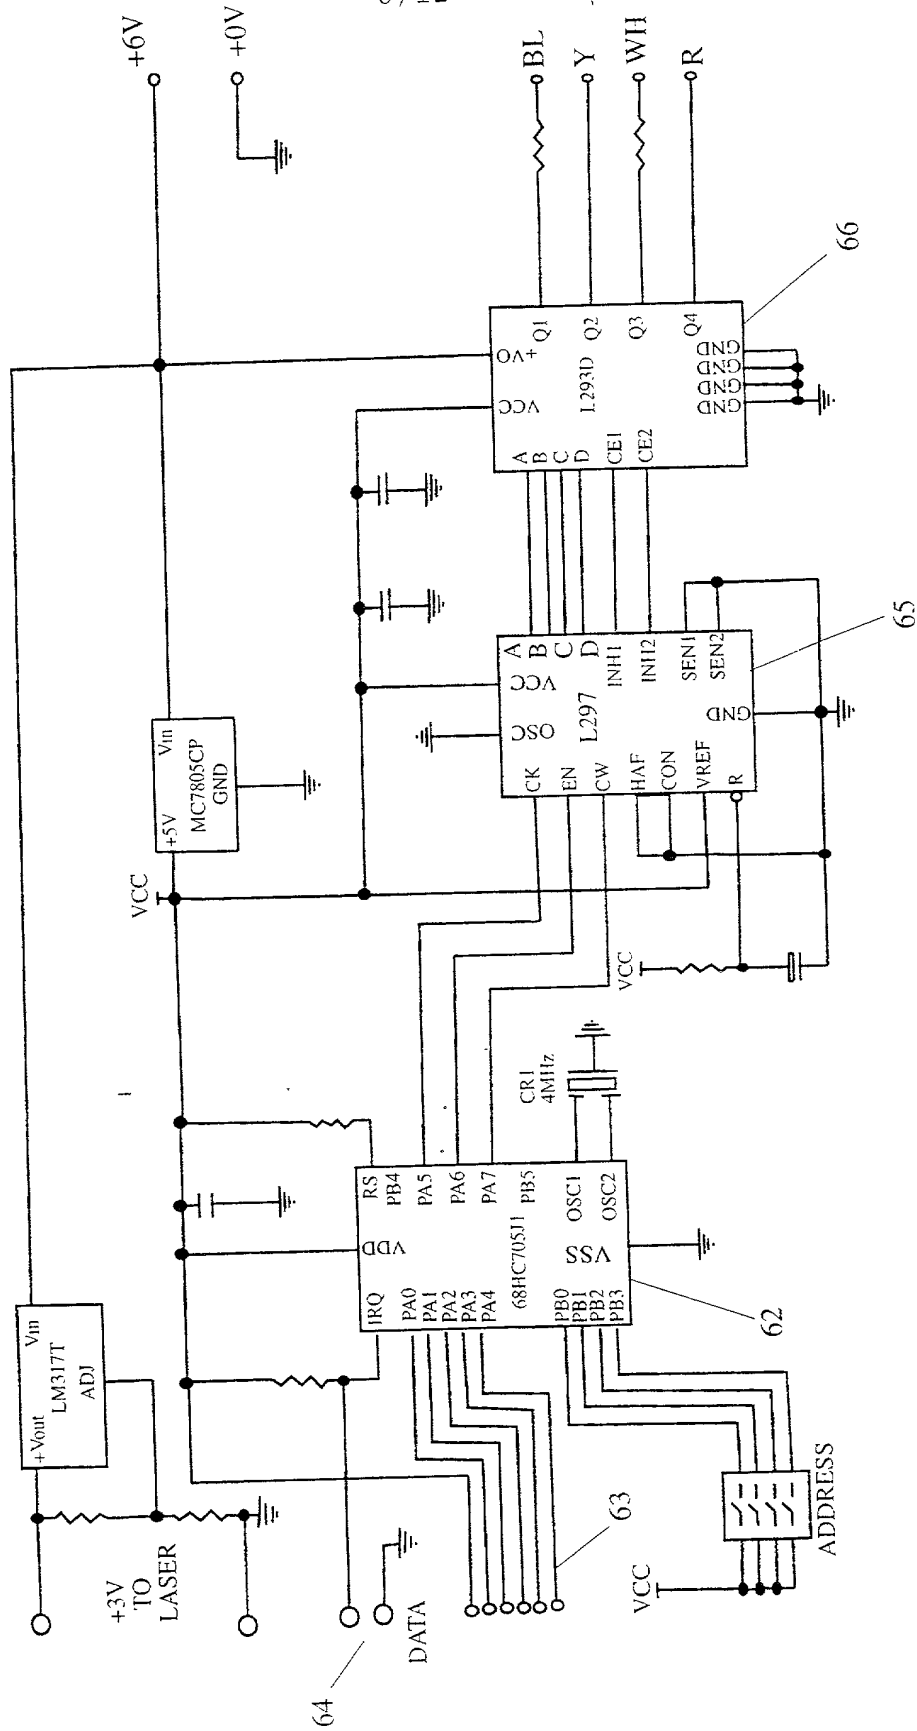 +6V
+0V
BL
Y
WH
R
Q1
Q2
Q3
Q4
+VO
VCC
L293D
GND
GND
GND
GND
A
B
C
D
CE1
CE2
66
Vin
MC7805CP
GND
+5V
VCC
A
B
C
D
INH1
INH2
SEN1
SEN2
VCC
OSC
L297
GND
CK
EN
CW
HAF
CON
VREF
R
65
VCC
CR1
4MHz
RS
PB4
PA5
PA6
PA7
PB5
OSC1
OSC2
VDD
68HC705J1
VSS
IRQ
PA0
PA1
PA2
PA3
PA4
PB0
PB1
PB2
PB3
62
Vin
LM317T
ADJ
+Vout
+3V
TO
LASER
DATA
64
63
VCC
ADDRESS